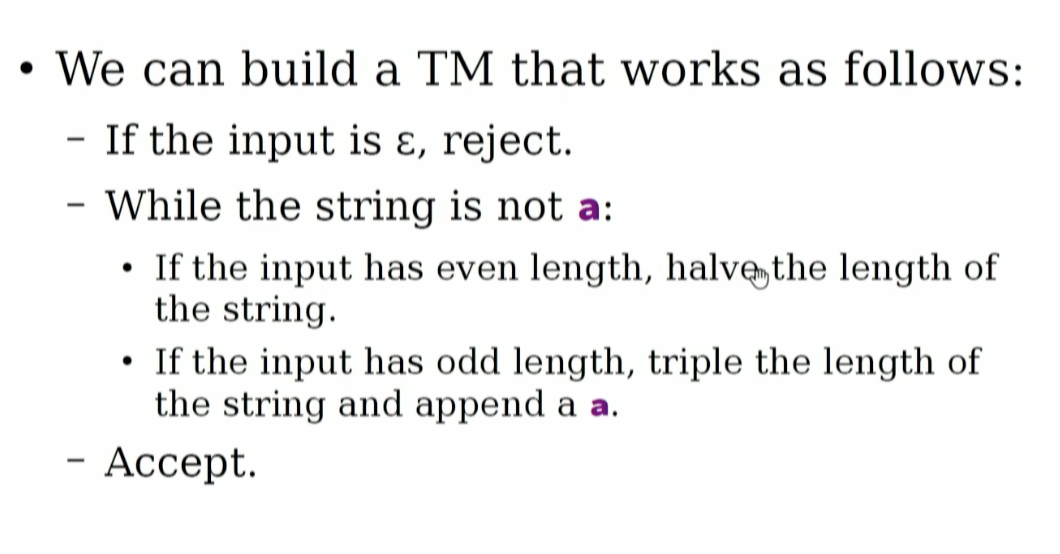 • We can build a TM that works as follows:
– If the input is ε, reject.
– While the string is not a:
• If the input has even length, halve the length of
the string.
• If the input has odd length, triple the length of
the string and append a a.
– Accept.